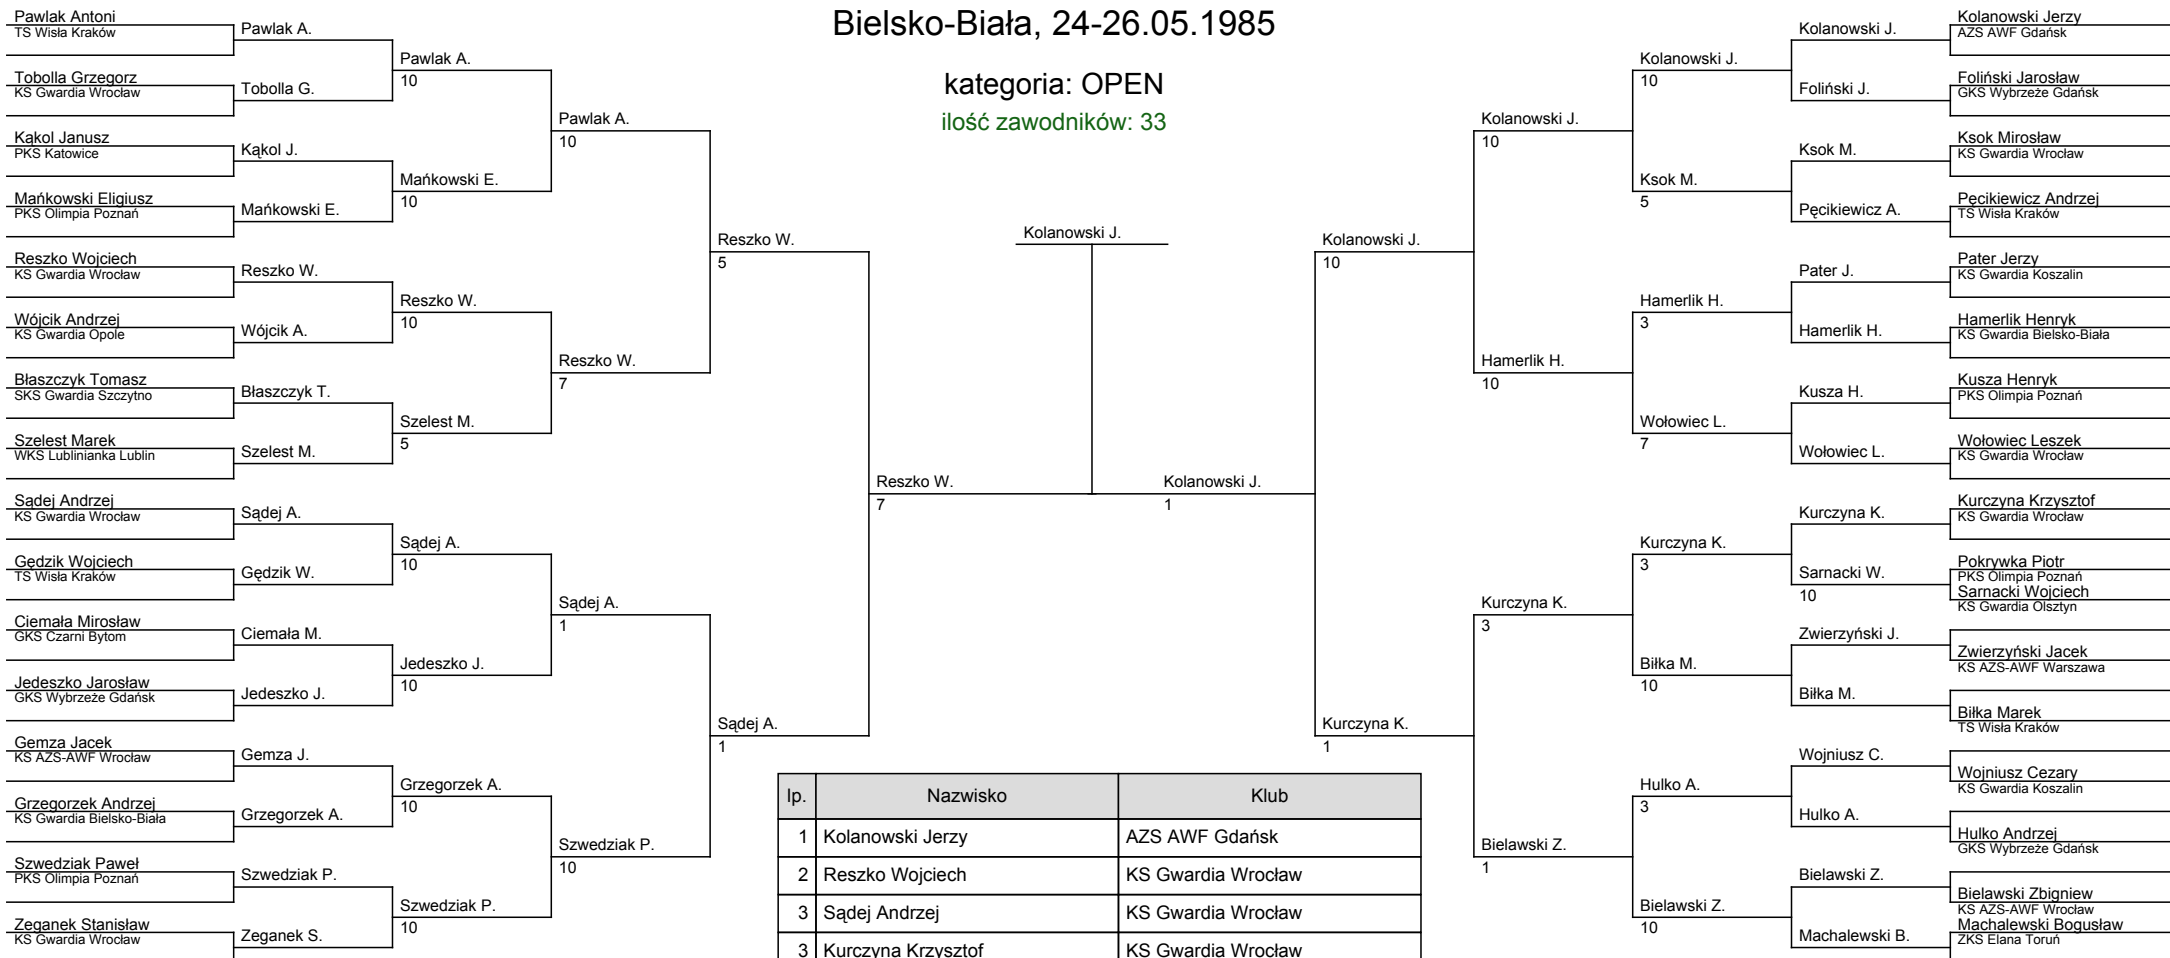 Bielsko-Biała, 24-26.05.1985
kategoria: OPEN
ilość zawodników: 33
Pawlak Antoni
TS Wisła Kraków
Tobolla Grzegorz
KS Gwardia Wrocław
Kąkol Janusz
PKS Katowice
Mańkowski Eligiusz
PKS Olimpia Poznań
Reszko Wojciech
KS Gwardia Wrocław
Wójcik Andrzej
KS Gwardia Opole
Błaszczyk Tomasz
SKS Gwardia Szczytno
Szelest Marek
WKS Lublinianka Lublin
Sądej Andrzej
KS Gwardia Wrocław
Gędzik Wojciech
TS Wisła Kraków
Ciemała Mirosław
GKS Czarni Bytom
Jedeszko Jarosław
GKS Wybrzeże Gdańsk
Gemza Jacek
KS AZS-AWF Wrocław
Grzegorzek Andrzej
KS Gwardia Bielsko-Biała
Szwedziak Paweł
PKS Olimpia Poznań
Zeganek Stanisław
KS Gwardia Wrocław
Pawlak A.
Tobolla G.
Kąkol J.
Mańkowski E.
Reszko W.
Wójcik A.
Błaszczyk T.
Szelest M.
Sądej A.
Gędzik W.
Ciemała M.
Jedeszko J.
Gemza J.
Grzegorzek A.
Szwedziak P.
Zeganek S.
Pawlak A.
10
Mańkowski E.
10
Reszko W.
10
Szelest M.
5
Sądej A.
10
Jedeszko J.
10
Grzegorzek A.
10
Szwedziak P.
10
Pawlak A.
10
Reszko W.
7
Sądej A.
1
Szwedziak P.
10
Reszko W.
5
Sądej A.
1
Reszko W.
7
Kolanowski J.
Kolanowski J.
1
Kolanowski J.
10
Kurczyna K.
1
Kolanowski J.
10
Hamerlik H.
10
Kurczyna K.
3
Bielawski Z.
1
Kolanowski J.
10
Ksok M.
5
Hamerlik H.
3
Wołowiec L.
7
Kurczyna K.
3
Biłka M.
10
Hulko A.
3
Bielawski Z.
10
Kolanowski J.
Foliński J.
Ksok M.
Pęcikiewicz A.
Pater J.
Hamerlik H.
Kusza H.
Wołowiec L.
Kurczyna K.
Sarnacki W.
10
Zwierzyński J.
Biłka M.
Wojniusz C.
Hulko A.
Bielawski Z.
Machalewski B.
Kolanowski Jerzy
AZS AWF Gdańsk
Foliński Jarosław
GKS Wybrzeże Gdańsk
Ksok Mirosław
KS Gwardia Wrocław
Pęcikiewicz Andrzej
TS Wisła Kraków
Pater Jerzy
KS Gwardia Koszalin
Hamerlik Henryk
KS Gwardia Bielsko-Biała
Kusza Henryk
PKS Olimpia Poznań
Wołowiec Leszek
KS Gwardia Wrocław
Kurczyna Krzysztof
KS Gwardia Wrocław
Pokrywka Piotr
PKS Olimpia Poznań
Sarnacki Wojciech
KS Gwardia Olsztyn
Zwierzyński Jacek
KS AZS-AWF Warszawa
Biłka Marek
TS Wisła Kraków
Wojniusz Cezary
KS Gwardia Koszalin
Hulko Andrzej
GKS Wybrzeże Gdańsk
Bielawski Zbigniew
KS AZS-AWF Wrocław
Machalewski Bogusław
ZKS Elana Toruń
lp. Nazwisko Klub
1 Kolanowski Jerzy AZS AWF Gdańsk
2 Reszko Wojciech KS Gwardia Wrocław
3 Sądej Andrzej KS Gwardia Wrocław
3 Kurczyna Krzysztof KS Gwardia Wrocław